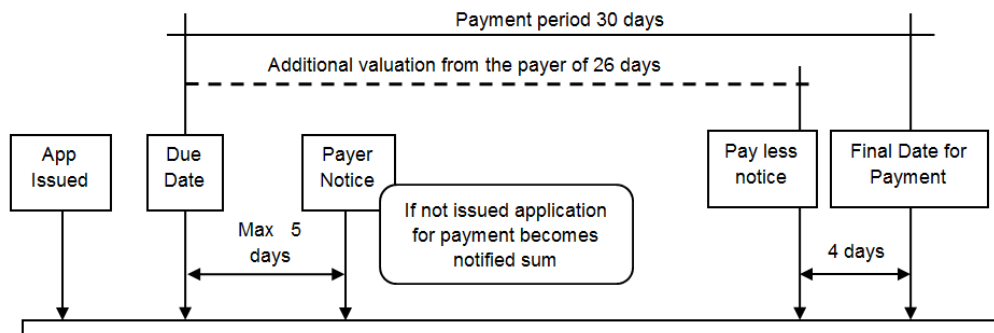 Payment period 30 days
Additional valuation from the payer of 26 days
App
Issued
Due
Date
Payer
Notice
Pay less
notice
Final Date for
Payment
If not issued application
for payment becomes
notified sum
Max 5
days
4 days